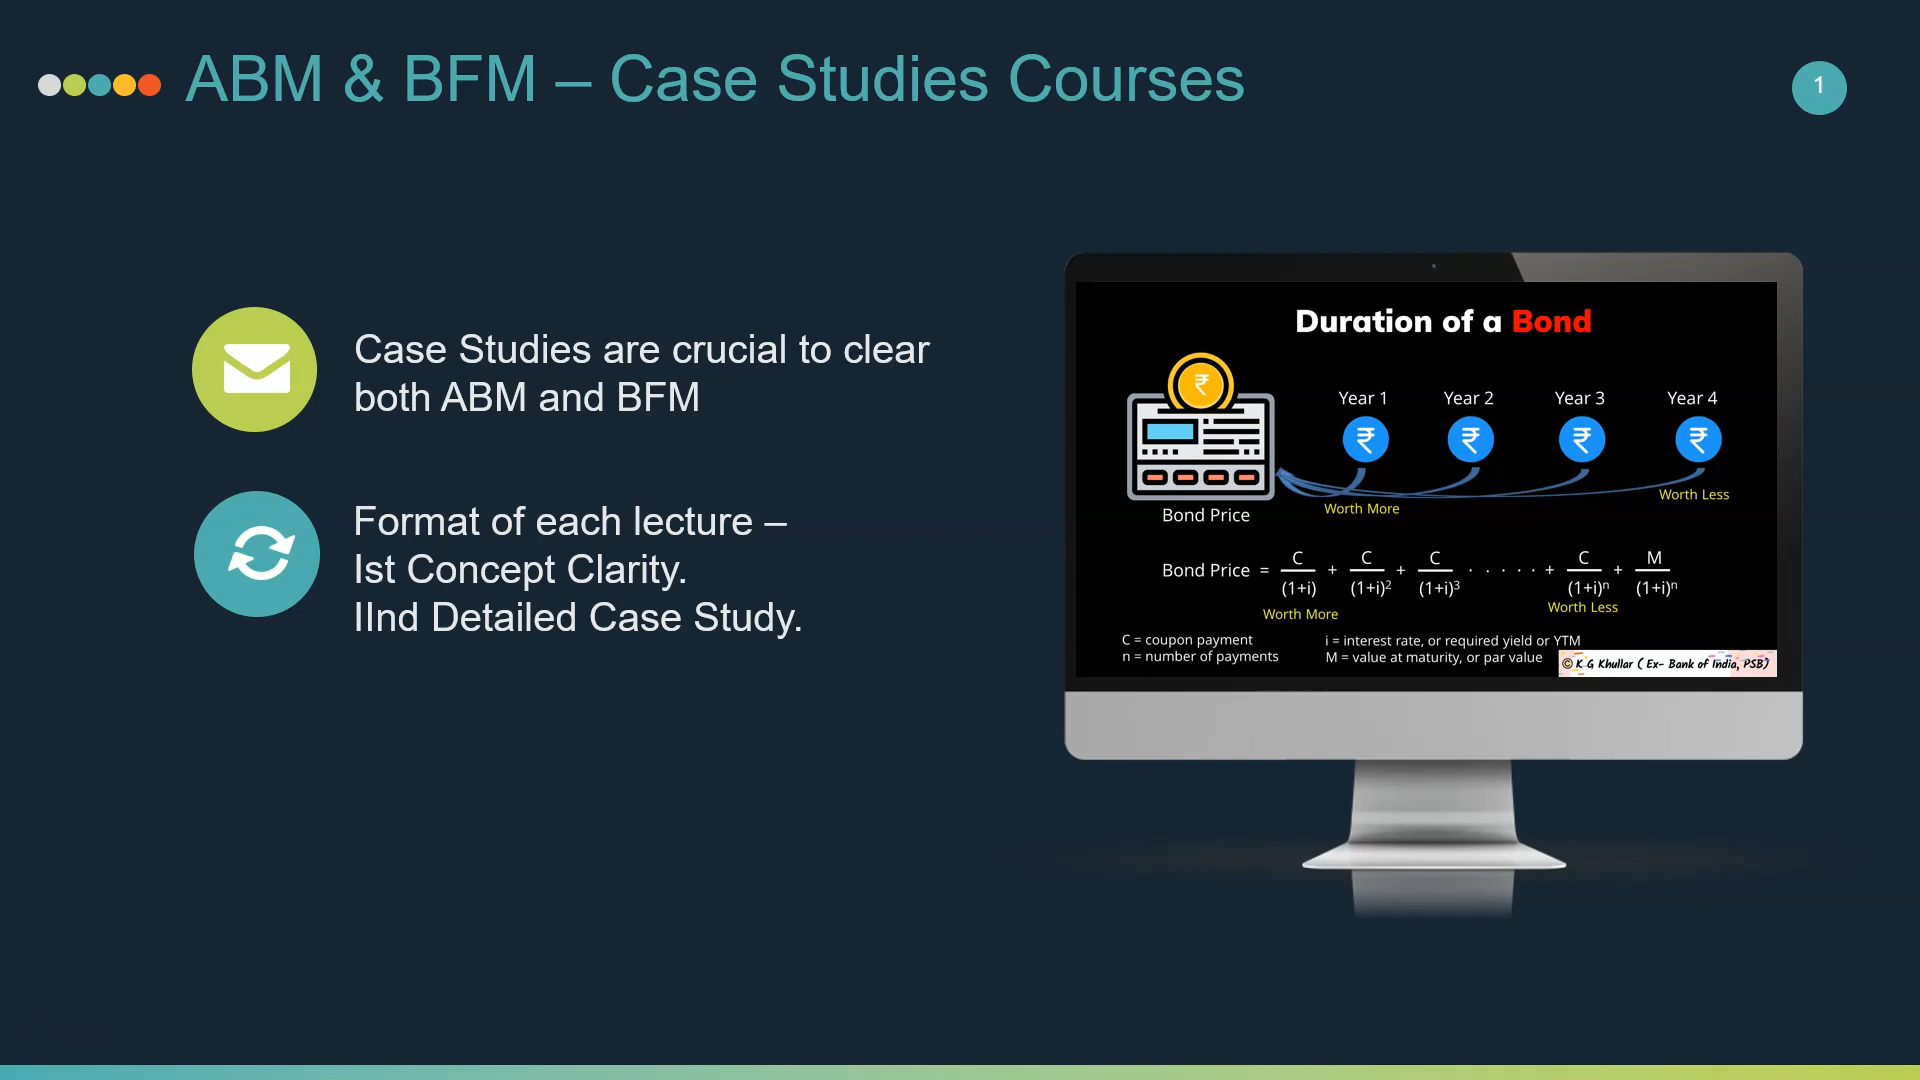 ABM & BFM – Case Studies Courses
1
Case Studies are crucial to clear
both ABM and BFM
Format of each lecture –
Ist Concept Clarity.
IInd Detailed Case Study.
Duration of a Bond
₹
Year 1 Year 2 Year 3 Year 4
₹ ₹ ₹ ₹
Worth Less
Worth More
Bond Price
Bond Price = C/(1+i) + C/(1+i)² + C/(1+i)³ · · · · · + C/(1+i)ⁿ + M/(1+i)ⁿ
Worth More Worth Less
C = coupon payment
n = number of payments
i = interest rate, or required yield or YTM
M = value at maturity, or par value
© K G Khullar ( Ex- Bank of India, PSB)